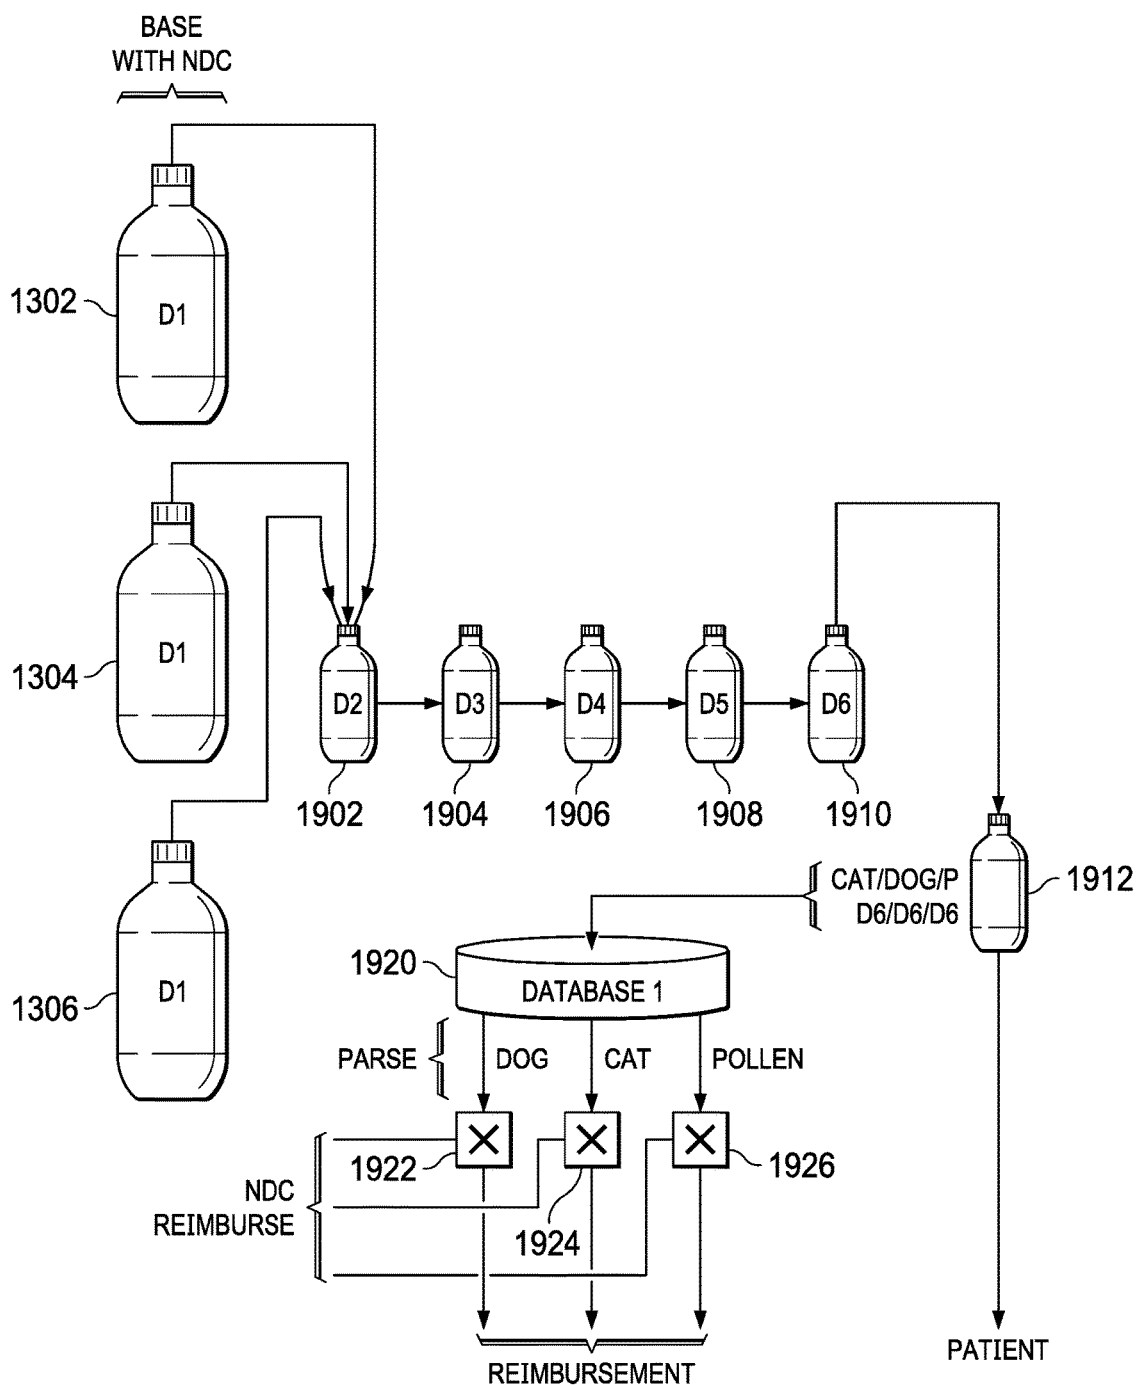 BASE
WITH NDC
1302
D1
1304
D1
D2
D3
D4
D5
D6
1902
1904
1906
1908
1910
CAT/DOG/P
D6/D6/D6
1912
1306
D1
1920
DATABASE 1
PARSE
DOG
CAT
POLLEN
1922
1926
NDC
REIMBURSE
1924
REIMBURSEMENT
PATIENT